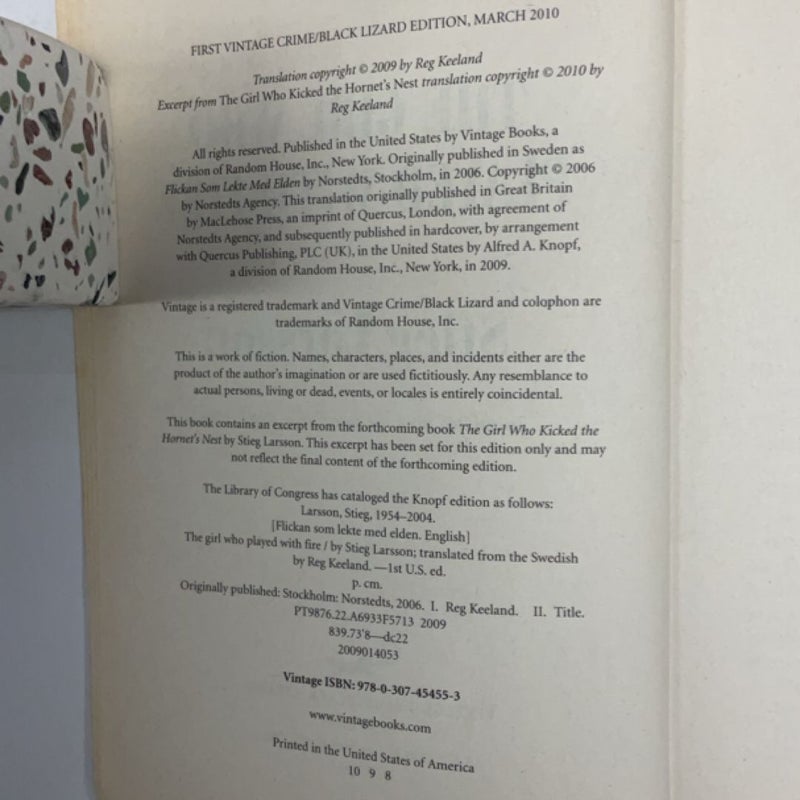 FIRST VINTAGE CRIME/BLACK LIZARD EDITION, MARCH 2010
Translation copyright © 2009 by Reg Keeland
Excerpt from The Girl Who Kicked the Hornet's Nest translation copyright © 2010 by
Reg Keeland
All rights reserved. Published in the United States by Vintage Books, a
division of Random House, Inc., New York. Originally published in Sweden as
Flickan Som Lekte Med Elden by Norstedts, Stockholm, in 2006. Copyright © 2006
by Norstedts Agency. This translation originally published in Great Britain
by MacLehose Press, an imprint of Quercus, London, with agreement of
Norstedts Agency, and subsequently published in hardcover, by arrangement
with Quercus Publishing, PLC (UK), in the United States by Alfred A. Knopf,
a division of Random House, Inc., New York, in 2009.
Vintage is a registered trademark and Vintage Crime/Black Lizard and colophon are
trademarks of Random House, Inc.
This is a work of fiction. Names, characters, places, and incidents either are the
product of the author's imagination or are used fictitiously. Any resemblance to
actual persons, living or dead, events, or locales is entirely coincidental.
This book contains an excerpt from the forthcoming book The Girl Who Kicked the
Hornet's Nest by Stieg Larsson. This excerpt has been set for this edition only and may
not reflect the final content of the forthcoming edition.
The Library of Congress has cataloged the Knopf edition as follows:
Larsson, Stieg, 1954–2004.
[Flickan som lekte med elden. English]
The girl who played with fire / by Stieg Larsson; translated from the Swedish
by Reg Keeland. —1st U.S. ed.
p. cm.
Originally published: Stockholm: Norstedts, 2006. I. Reg Keeland. II. Title.
PT9876.22.A6933F5713 2009
839.73'8—dc22
2009014053
Vintage ISBN: 978-0-307-45455-3
www.vintagebooks.com
Printed in the United States of America
10 9 8